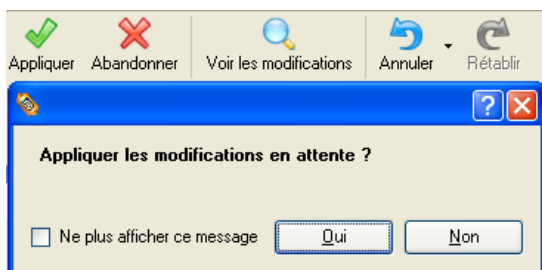 Appliquer Abandonner Voir les modifications Annuler Rétablir
?
Appliquer les modifications en attente ?
Ne plus afficher ce message Oui Non